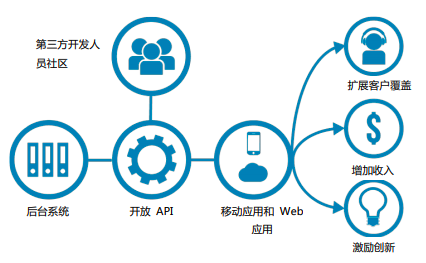 第三方开发人
员社区
扩展客户覆盖
增加收入
后台系统
开放 API
移动应用和 Web
应用
激励创新